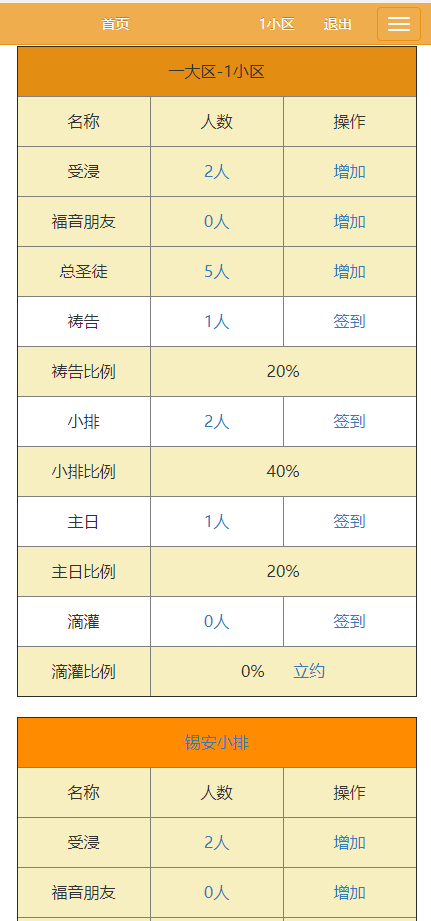 首页 1小区 退出
一大区-1小区
名称 人数 操作
受浸 2人 增加
福音朋友 0人 增加
总圣徒 5人 增加
祷告 1人 签到
祷告比例 20%
小排 2人 签到
小排比例 40%
主日 1人 签到
主日比例 20%
滴灌 0人 签到
滴灌比例 0% 立约
锡安小排
名称 人数 操作
受浸 2人 增加
福音朋友 0人 增加